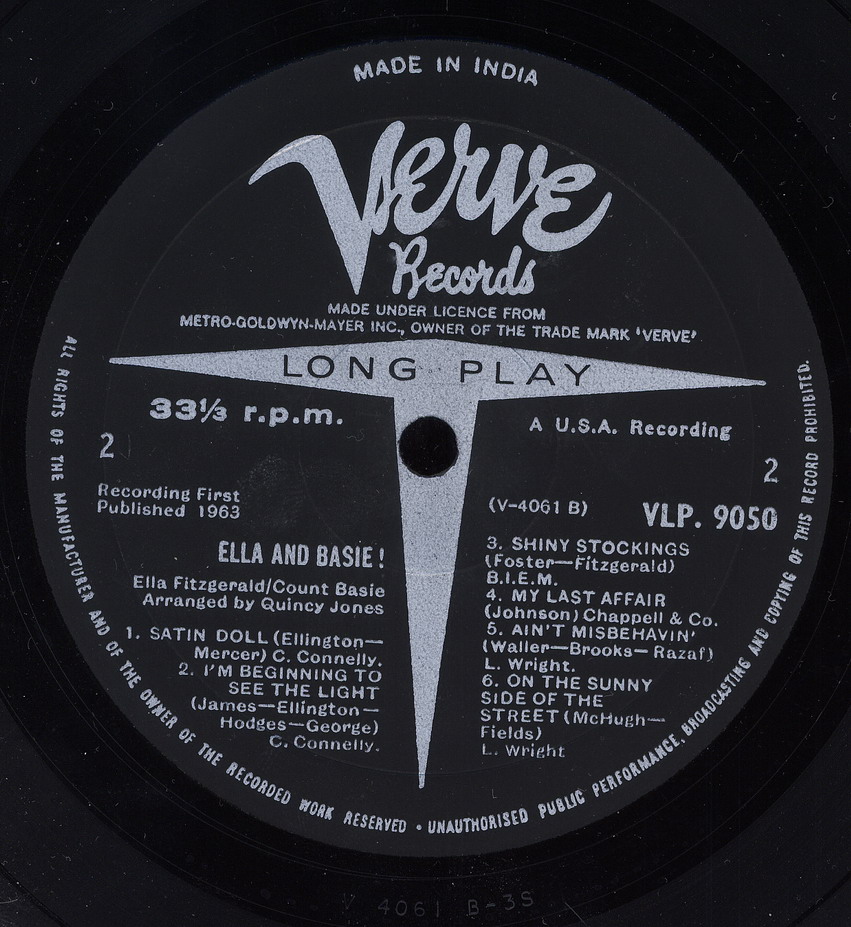 MADE IN INDIA
Verve
Records
MADE UNDER LICENCE FROM
METRO-GOLDWYN-MAYER INC., OWNER OF THE TRADE MARK 'VERVE'
LONG PLAY
33⅓ r.p.m.
2
Recording First
Published 1963
ELLA AND BASIE!
Ella Fitzgerald/Count Basie
Arranged by Quincy Jones
1. SATIN DOLL (Ellington—
Mercer) C. Connelly.
2. I'M BEGINNING TO
SEE THE LIGHT
(James—Ellington—
Hodges—George)
C. Connelly.
A U.S.A. Recording
2
(V-4061 B) VLP. 9050
3. SHINY STOCKINGS
(Foster—Fitzgerald)
B.I.E.M.
4. MY LAST AFFAIR
(Johnson) Chappell & Co.
5. AIN'T MISBEHAVIN'
(Waller—Brooks—Razaf)
L. Wright.
6. ON THE SUNNY
SIDE OF THE
STREET (McHugh—
Fields)
L. Wright
ALL RIGHTS OF THE MANUFACTURER AND OF THE OWNER OF THE RECORDED WORK RESERVED • UNAUTHORISED PUBLIC PERFORMANCE, BROADCASTING AND COPYING OF THIS RECORD PROHIBITED.
V 4061 B-3S